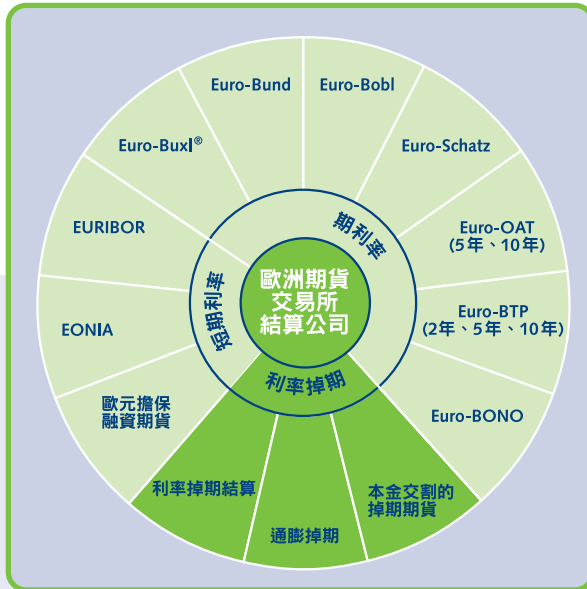 Euro-Bund
Euro-Bobl
Euro-Buxl®
Euro-Schatz
EURIBOR
Euro-OAT
(5年、10年)
EONIA
Euro-BTP
(2年、5年、10年)
歐元擔保
融資期貨
Euro-BONO
利率掉期結算
通膨掉期
本金交割的
掉期期貨
期利率
短期利率
利率掉期
歐洲期貨
交易所
結算公司